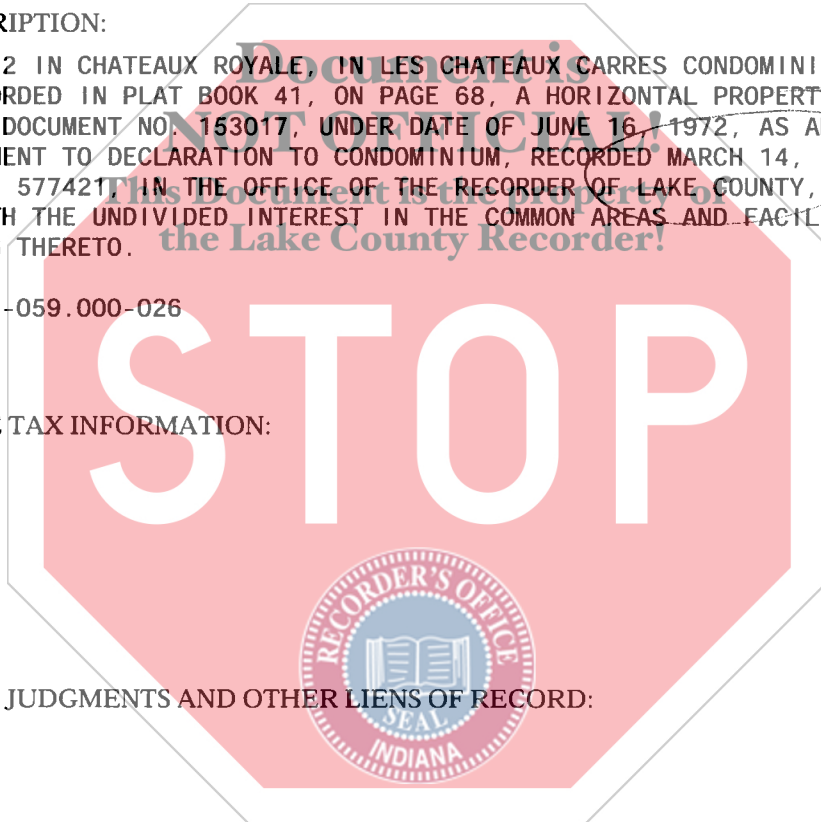 RIPTION:
2 IN CHATEAUX ROYALE, IN LES CHATEAUX CARRES CONDOMINI
RDED IN PLAT BOOK 41, ON PAGE 68, A HORIZONTAL PROPERT
DOCUMENT NO. 153017, UNDER DATE OF JUNE 16, 1972, AS A
ENT TO DECLARATION TO CONDOMINIUM, RECORDED MARCH 14,
577421, IN THE OFFICE OF THE RECORDER OF LAKE COUNTY,
TH THE UNDIVIDED INTEREST IN THE COMMON AREAS AND FACIL
THERETO.
Document is
NOT OFFICIAL!
This Document is the property of
the Lake County Recorder!
-059.000-026
STOP
TAX INFORMATION:
RECORDER'S OFFICE
SEAL
INDIANA
JUDGMENTS AND OTHER LIENS OF RECORD: